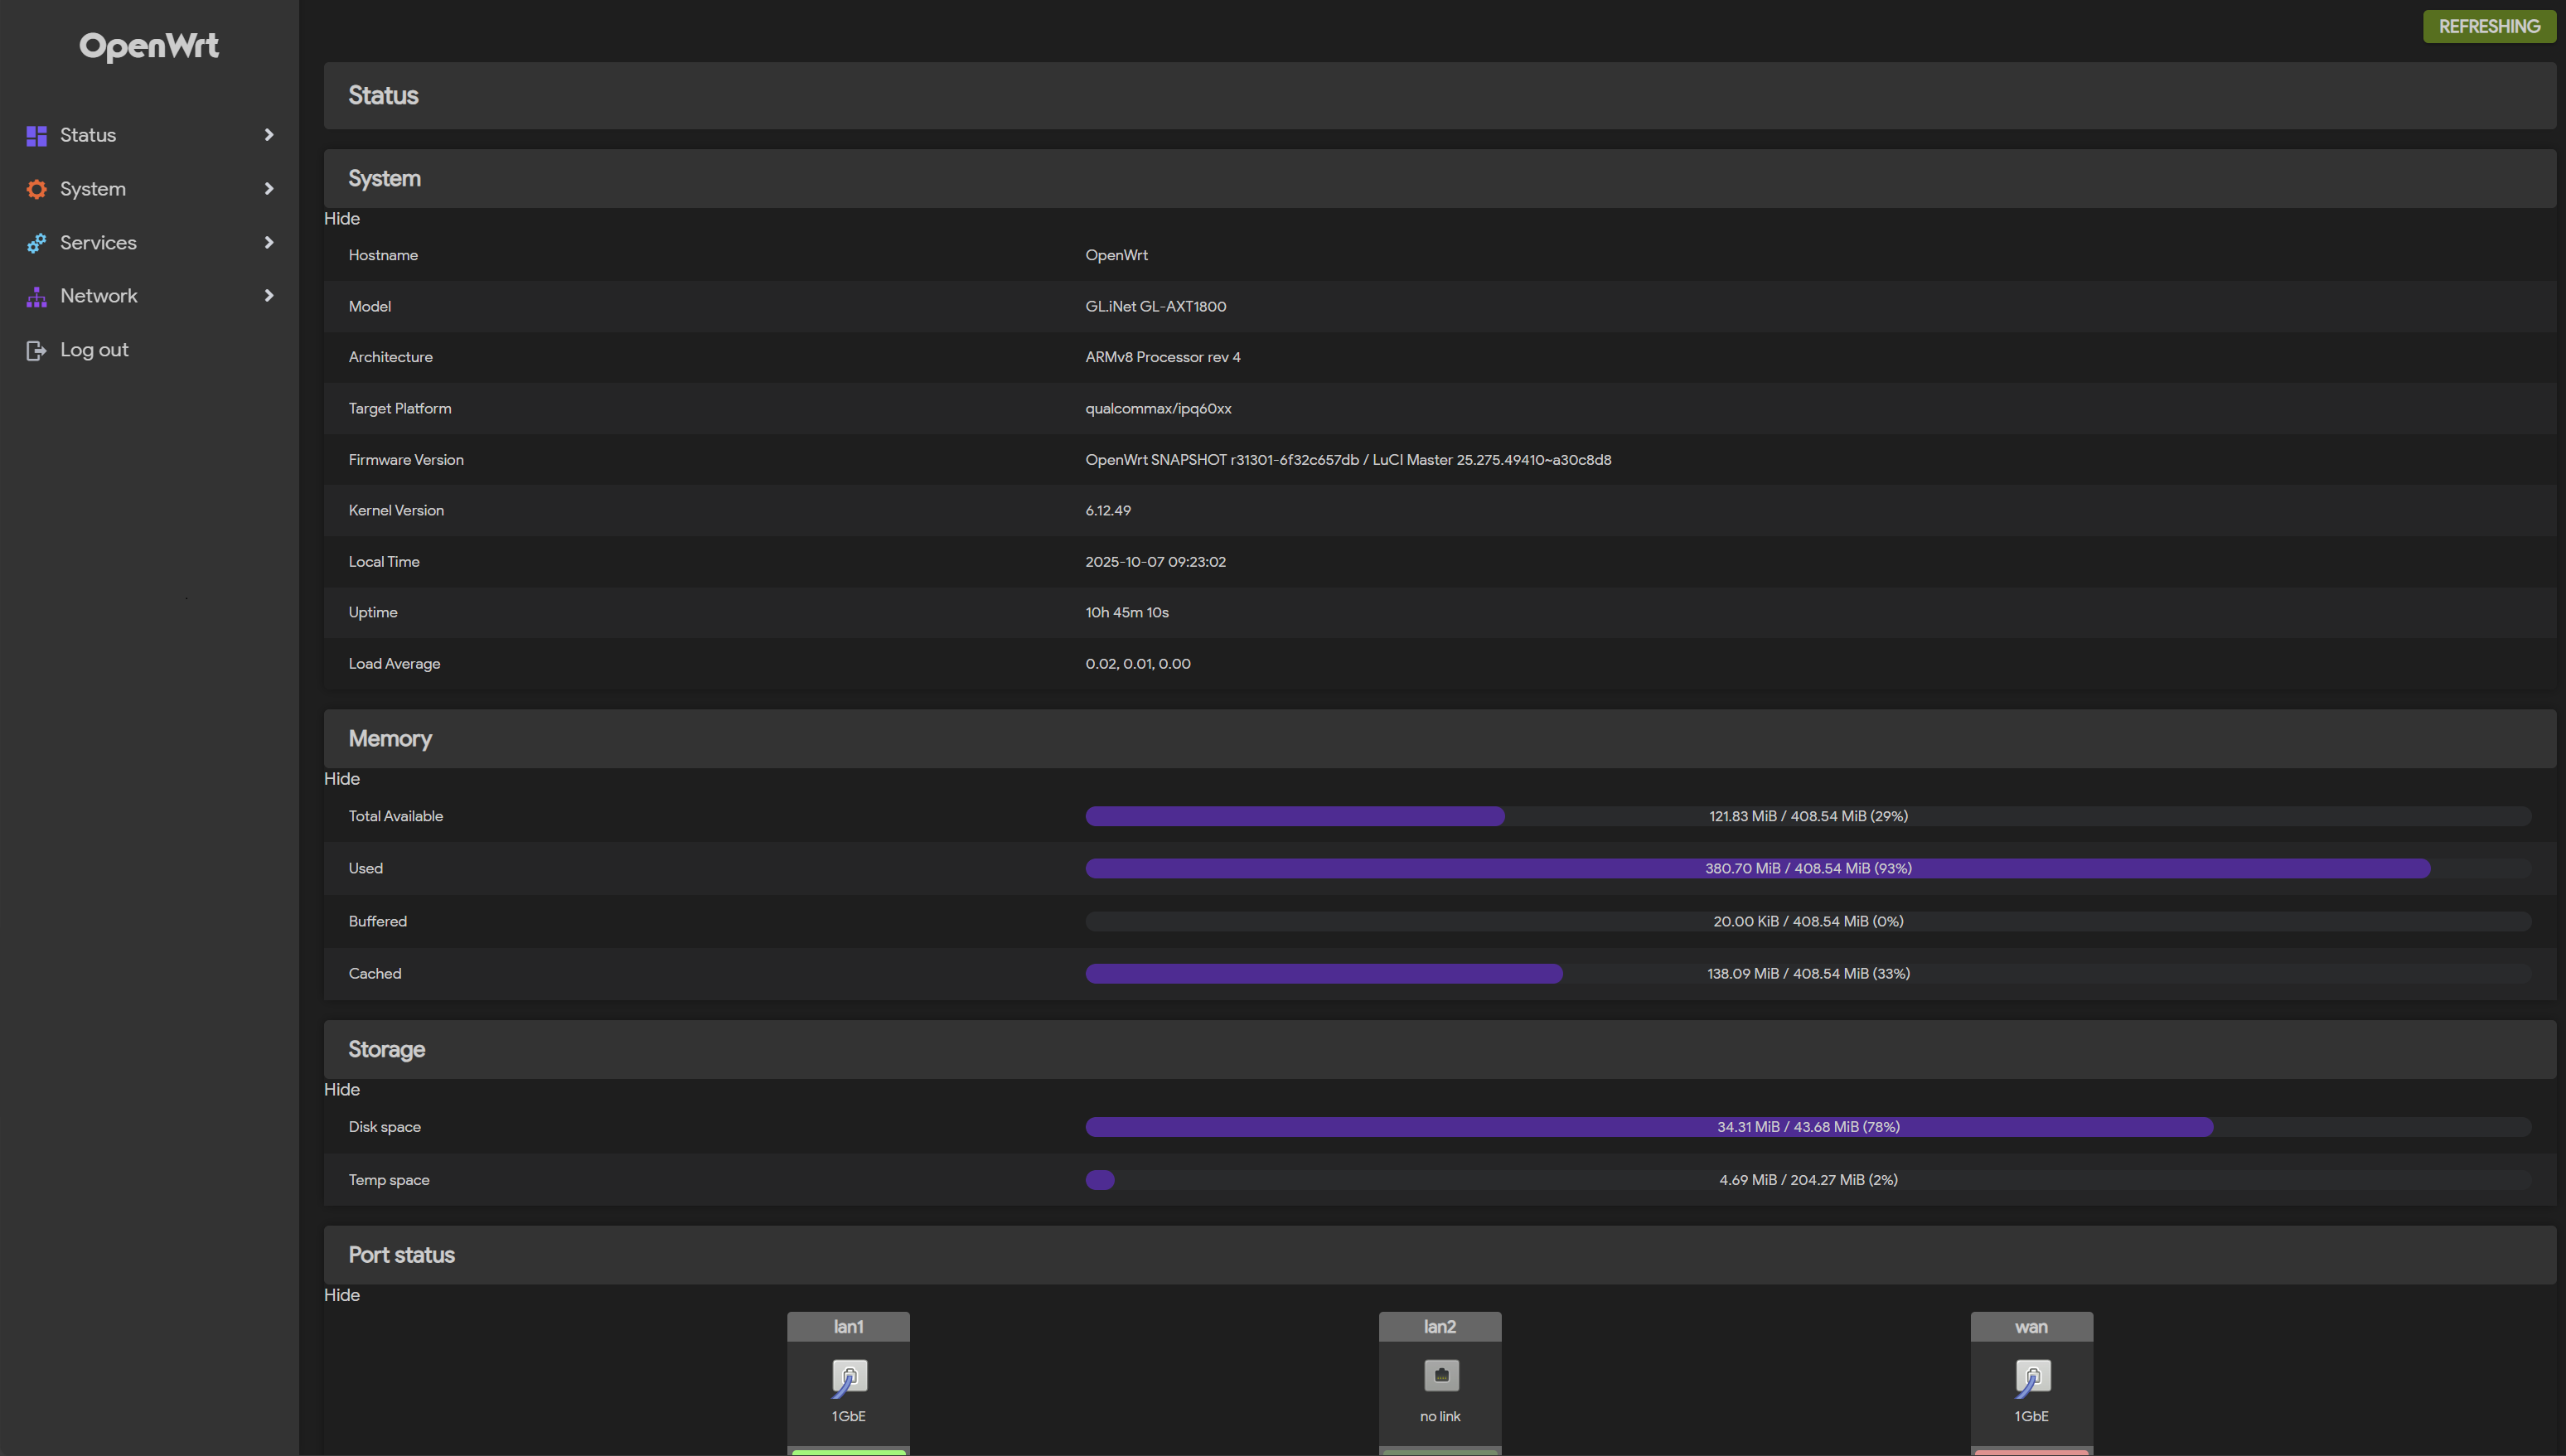 OpenWrt
REFRESHING
Status
System
Services
Network
Log out
Status
System
Hide
Hostname OpenWrt
Model GL.iNet GL-AXT1800
Architecture ARMv8 Processor rev 4
Target Platform qualcommax/ipq60xx
Firmware Version OpenWrt SNAPSHOT r31301-6f32c657db / LuCI Master 25.275.49410~a30c8d8
Kernel Version 6.12.49
Local Time 2025-10-07 09:23:02
Uptime 10h 45m 10s
Load Average 0.02, 0.01, 0.00
Memory
Hide
Total Available 121.83 MiB / 408.54 MiB (29%)
Used 380.70 MiB / 408.54 MiB (93%)
Buffered 20.00 KiB / 408.54 MiB (0%)
Cached 138.09 MiB / 408.54 MiB (33%)
Storage
Hide
Disk space 34.31 MiB / 43.68 MiB (78%)
Temp space 4.69 MiB / 204.27 MiB (2%)
Port status
Hide
lan1 lan2 wan
1GbE no link 1GbE